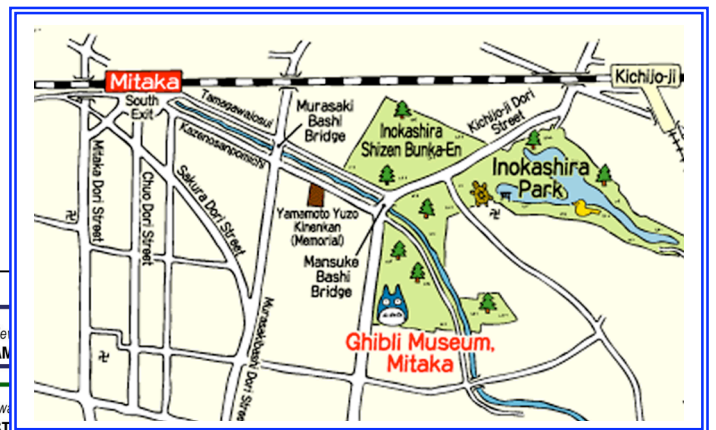 Mitaka
South
Exit
Kichijo-ji
Tamagawajosui
Murasaki
Bashi
Bridge
Kazenosanpomichi
Inokashira
Shizen Bunka-En
Kichijo-ji Dori
Street
Inokashira
Park
Mitaka Dori Street
Chuo Dori Street
Sakura Dori Street
Yamamoto Yuzo
Kinenkan
(Memorial)
Mansuke
Bashi
Bridge
Murasakibashi Dori Street
Ghibli Museum,
Mitaka